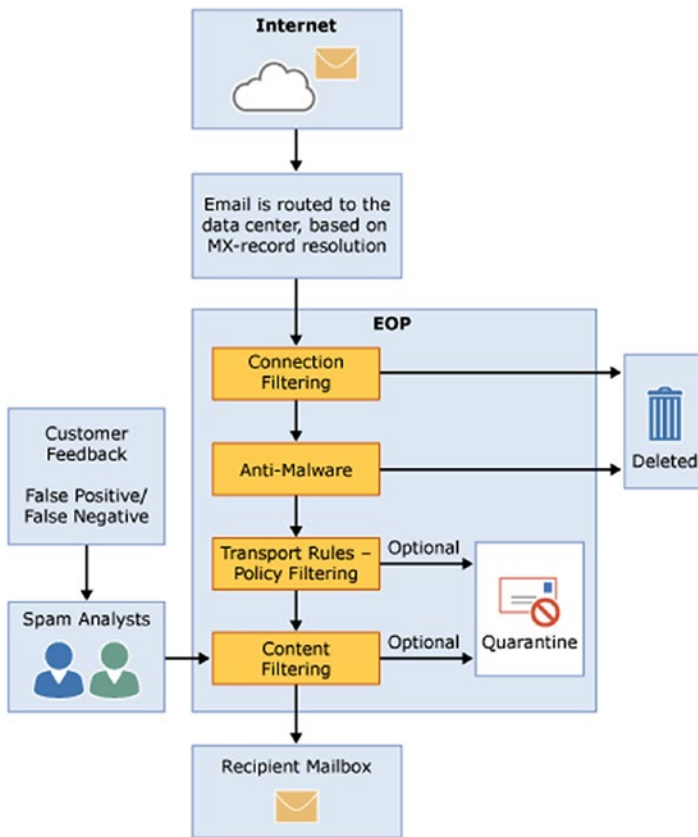 Internet
Email is routed to the
data center, based on
MX-record resolution
EOP
Connection
Filtering
Deleted
Customer
Feedback
False Positive/
False Negative
Anti-Malware
Transport Rules –
Policy Filtering
Optional
Quarantine
Spam Analysts
Content
Filtering
Optional
Recipient Mailbox